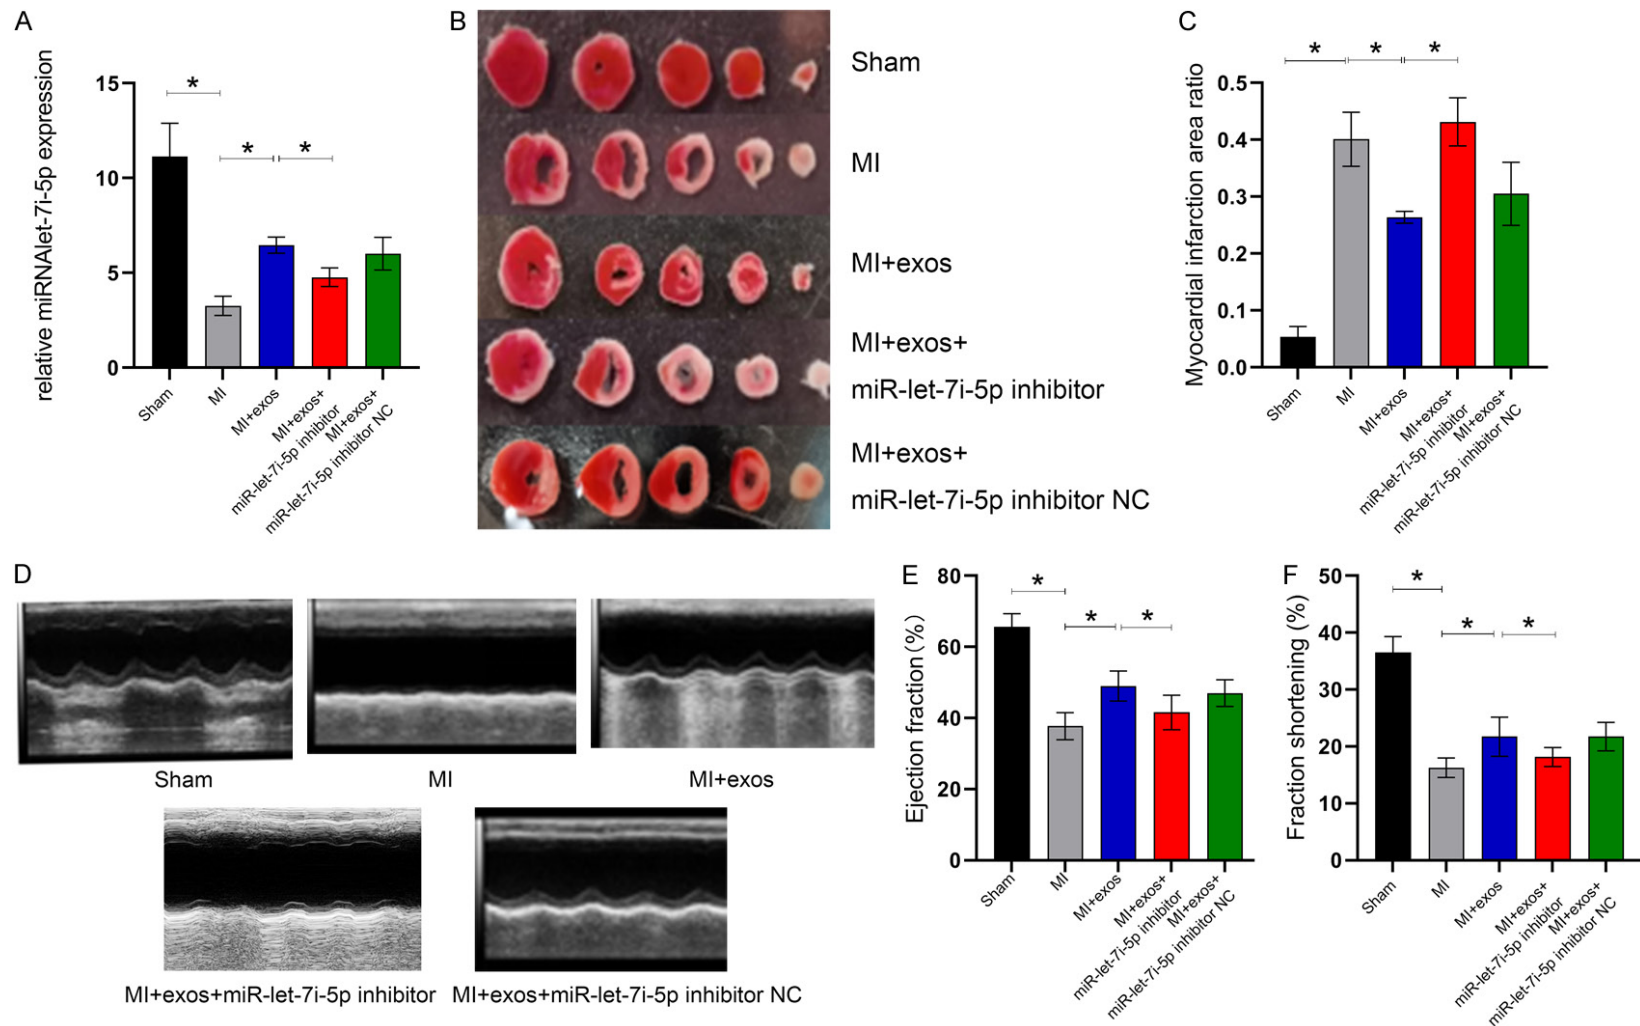 A
relative miRNAlet-7i-5p expression
15
10
5
0
*
*
*
Sham
MI
MI+exos
MI+exos+
miR-let-7i-5p inhibitor
MI+exos+
miR-let-7i-5p inhibitor NC
B
Sham
MI
MI+exos
MI+exos+
miR-let-7i-5p inhibitor
MI+exos+
miR-let-7i-5p inhibitor NC
C
Myocardial infarction area ratio
0.5
0.4
0.3
0.2
0.1
0.0
*
*
*
Sham
MI
MI+exos
MI+exos+
miR-let-7i-5p inhibitor
MI+exos+
miR-let-7i-5p inhibitor NC
D
Sham
MI
MI+exos
MI+exos+miR-let-7i-5p inhibitor
MI+exos+miR-let-7i-5p inhibitor NC
E
Ejection fraction(%)
80
60
40
20
0
*
*
*
Sham
MI
MI+exos
MI+exos+
miR-let-7i-5p inhibitor
MI+exos+
miR-let-7i-5p inhibitor NC
F
Fraction shortening (%)
50
40
30
20
10
0
*
*
*
Sham
MI
MI+exos
MI+exos+
miR-let-7i-5p inhibitor
MI+exos+
miR-let-7i-5p inhibitor NC